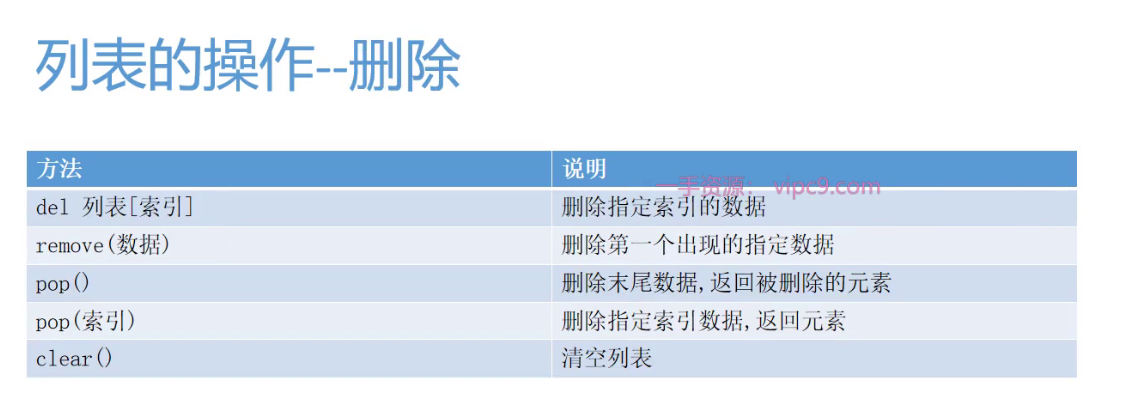 列表的操作--删除
方法 说明
一手资源： vipc9.com
del 列表[索引] 删除指定索引的数据
remove(数据) 删除第一个出现的指定数据
pop() 删除末尾数据,返回被删除的元素
pop(索引) 删除指定索引数据,返回元素
clear() 清空列表